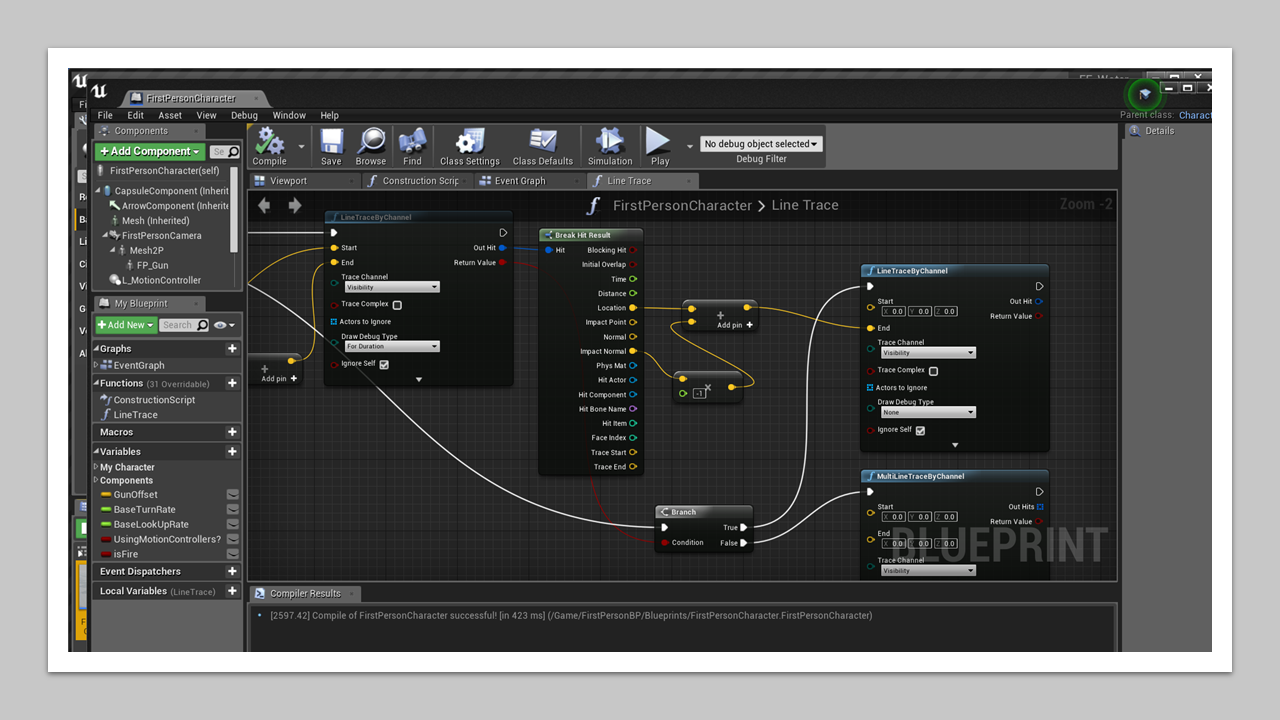 FirstPersonCharacter
File Edit Asset View Debug Window Help
Parent class: Charact
Components
Details
+ Add Component
Compile Save Browse Find Class Settings Class Defaults Simulation Play
No debug object selected
Debug Filter
FirstPersonCharacter(self)
CapsuleComponent (Inherit
ArrowComponent (Inherite
Mesh (Inherited)
FirstPersonCamera
Mesh2P
FP_Gun
L_MotionController
Viewport
Construction Scrip
Event Graph
Line Trace
FirstPersonCharacter > Line Trace
Zoom -2
My Blueprint
+ Add New
Search
Graphs
EventGraph
Functions (31 Overridable)
ConstructionScript
LineTrace
Macros
Variables
My Character
Components
GunOffset
BaseTurnRate
BaseLookUpRate
UsingMotionControllers?
isFire
Event Dispatchers
Local Variables (LineTrace)
LineTraceByChannel
Start
Out Hit
End
Return Value
Trace Channel
Visibility
Trace Complex
Actors to Ignore
Draw Debug Type
For Duration
Ignore Self
Add pin +
Break Hit Result
Hit
Blocking Hit
Initial Overlap
Time
Distance
Location
Impact Point
Normal
Impact Normal
Phys Mat
Hit Actor
Hit Component
Hit Bone Name
Hit Item
Face Index
Trace Start
Trace End
Add pin +
-1
Branch
True
Condition
False
LineTraceByChannel
Start
X 0.0 Y 0.0 Z 0.0
Out Hit
Return Value
End
Trace Channel
Visibility
Trace Complex
Actors to Ignore
Draw Debug Type
None
Ignore Self
MultiLineTraceByChannel
Start
X 0.0 Y 0.0 Z 0.0
Out Hits
Return Value
End
X 0.0 Y 0.0 Z 0.0
Trace Channel
Visibility
BLUEPRINT
Compiler Results
[2597.42] Compile of FirstPersonCharacter successful! [in 423 ms] (/Game/FirstPersonBP/Blueprints/FirstPersonCharacter.FirstPersonCharacter)